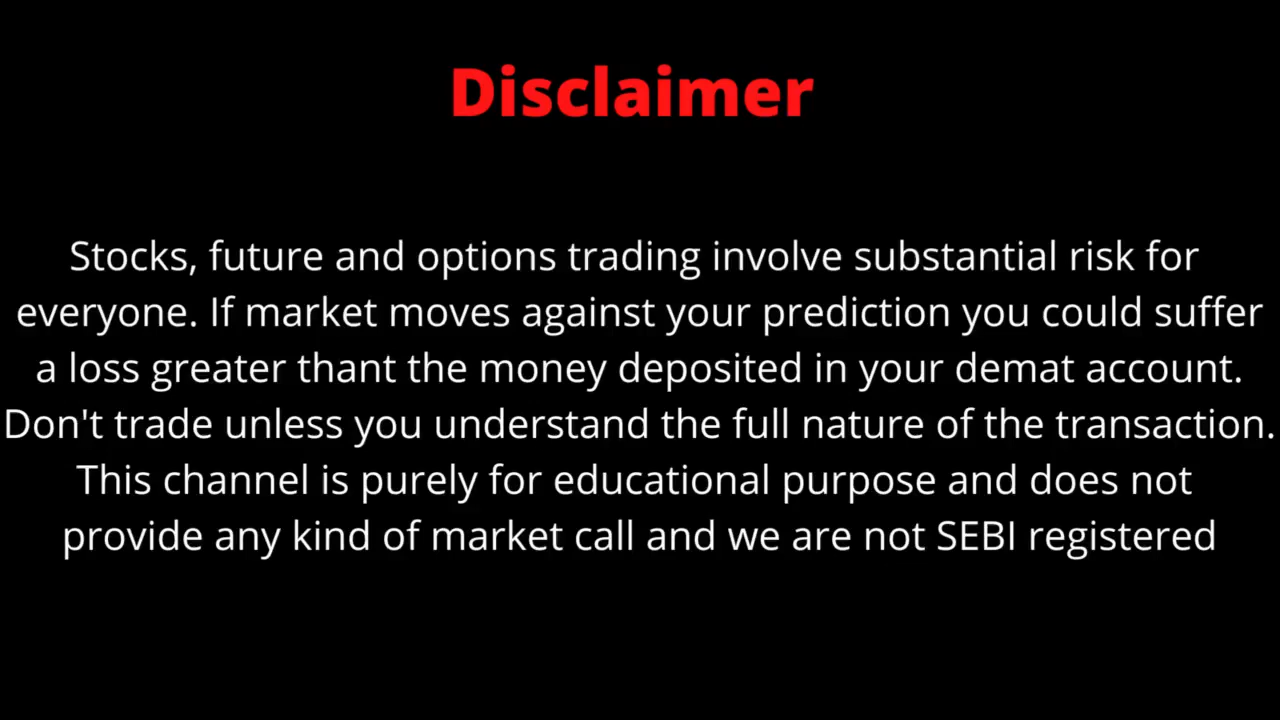 Disclaimer
Stocks, future and options trading involve substantial risk for
everyone. If market moves against your prediction you could suffer
a loss greater thant the money deposited in your demat account.
Don't trade unless you understand the full nature of the transaction.
This channel is purely for educational purpose and does not
provide any kind of market call and we are not SEBI registered